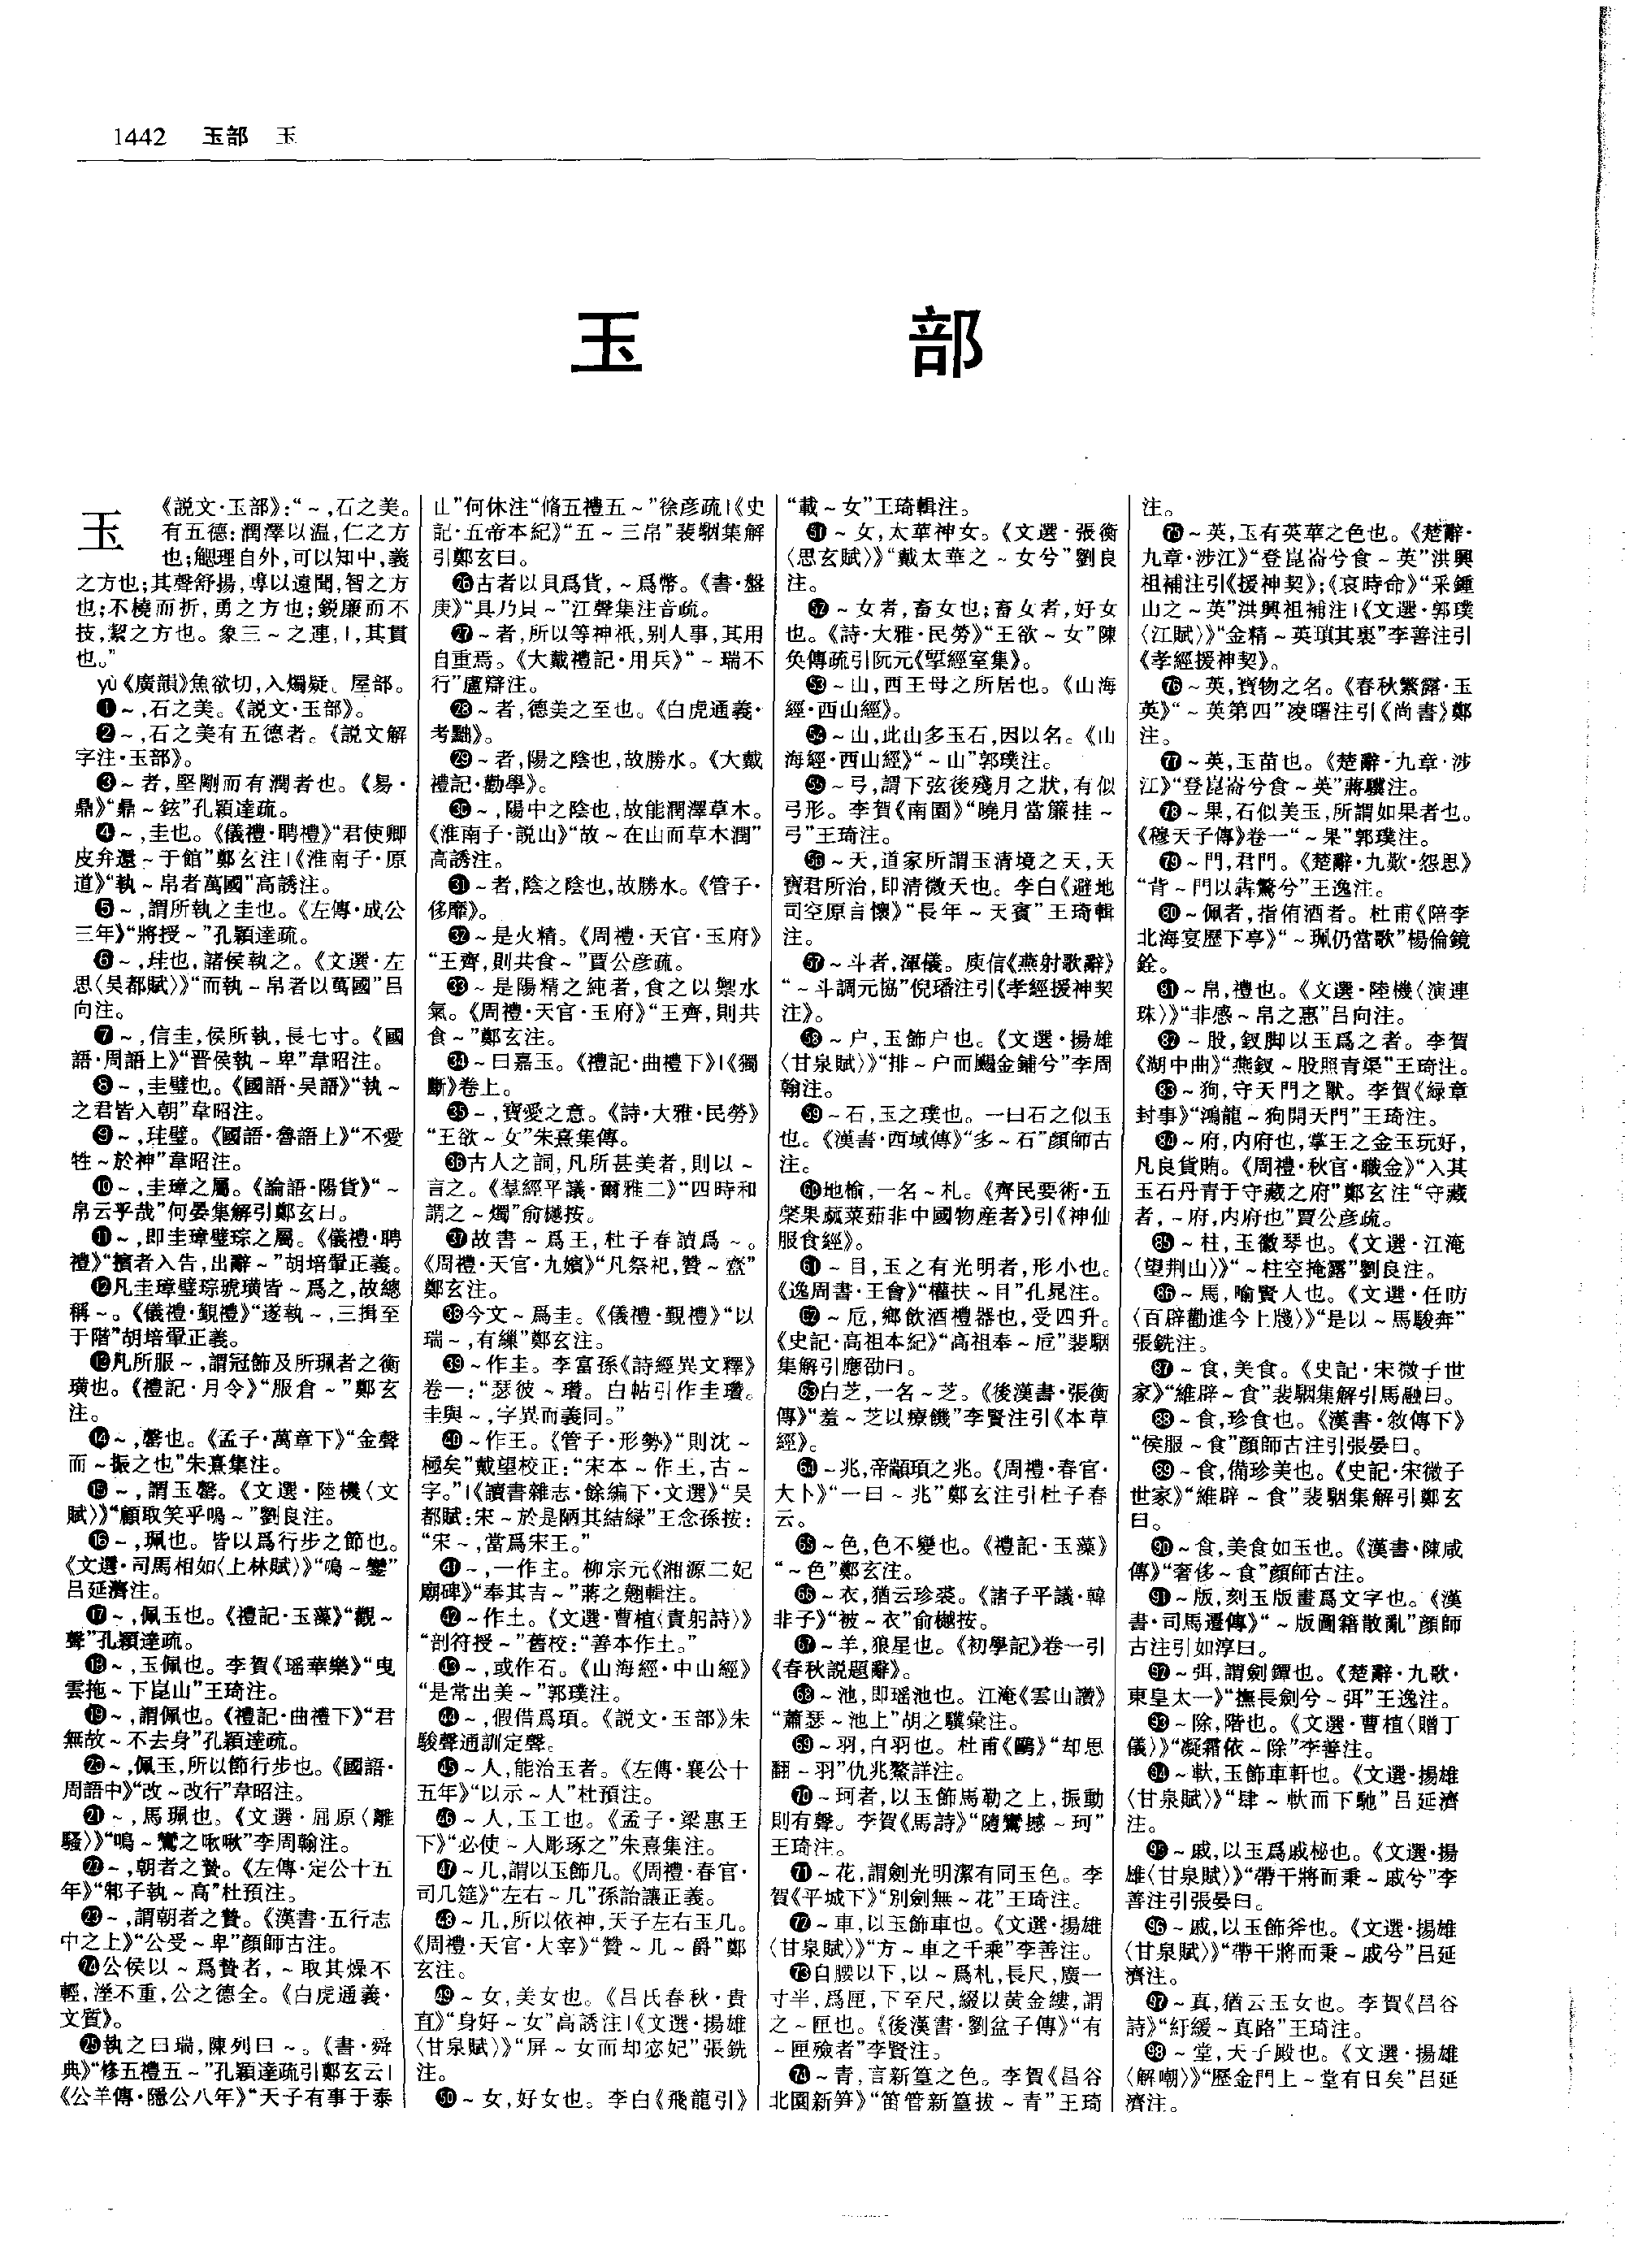 1442 玉部 玉
玉 部
玉
《説文·玉部》：“～，石之美。
有五德：潤澤以温，仁之方
也；䚡理自外，可以知中，義
之方也；其聲舒揚，尃以遠聞，智之方
也；不橈而折，勇之方也；鋭廉而不
技，絜之方也。象三～之連，丨，其貫
也。”
yù《廣韻》魚欲切，入燭疑。屋部。
❶～，石之美。《説文·玉部》。
❷～，石之美有五德者。《説文解
字注·玉部》。
❸～者，堅剛而有潤者也。《易·
鼎》“鼎～鉉”孔穎達疏。
❹～，圭也。《儀禮·聘禮》“君使卿
皮弁還～于館”鄭玄注|《淮南子·原
道》“執～帛者萬國”高誘注。
❺～，謂所執之圭也。《左傳·成公
三年》“將授～”孔穎達疏。
❻～，珪也，諸侯執之。《文選·左
思〈吴都賦〉》“而執～帛者以萬國”吕
向注。
❼～，信圭，侯所執，長七寸。《國
語·周語上》“晋侯執～卑”韋昭注。
❽～，圭璧也。《國語·吴語》“執～
之君皆入朝”韋昭注。
❾～，珪璧。《國語·魯語上》“不愛
牲～於神”韋昭注。
❿～，圭璋之屬。《論語·陽貨》“～
帛云乎哉”何晏集解引鄭玄曰。
⓫～，即圭璋璧琮之屬。《儀禮·聘
禮》“擯者入告，出辭～”胡培翬正義。
⓬凡圭璋璧琮琥璜皆～爲之，故總
稱～。《儀禮·覲禮》“遂執～，三揖至
于階”胡培翬正義。
⓭凡所服～，謂冠飾及所珮者之衡
璜也。《禮記·月令》“服倉～”鄭玄
注。
⓮～，磬也。《孟子·萬章下》“金聲
而～振之也”朱熹集注。
⓯～，謂玉磬。《文選·陸機〈文
賦〉》“顧取笑乎鳴～”劉良注。
⓰～，珮也。皆以爲行步之節也。
《文選·司馬相如〈上林賦〉》“鳴～鑾”
吕延濟注。
⓱～，佩玉也。《禮記·玉藻》“觀～
聲”孔穎達疏。
⓲～，玉佩也。李賀《瑶華樂》“曳
雲拖～下崑山”王琦注。
⓳～，謂佩也。《禮記·曲禮下》“君
無故～不去身”孔穎達疏。
⓴～，佩玉，所以節行步也。《國語·
周語中》“改～改行”韋昭注。
㉑～，馬珮也。《文選·屈原〈離
騷〉》“鳴～鸞之啾啾”李周翰注。
㉒～，朝者之贄。《左傳·定公十五
年》“邾子執～高”杜預注。
㉓～，謂朝者之贄。《漢書·五行志
中之上》“公受～卑”顔師古注。
㉔公侯以～爲贄者，～取其燥不
輕，溼不重，公之德全。《白虎通義·
文質》。
㉕執之曰瑞，陳列曰～。《書·舜
典》“修五禮五～”孔穎達疏引鄭玄云|
《公羊傳·隱公八年》“天子有事于泰
山”何休注“脩五禮五～”徐彦疏|《史
記·五帝本紀》“五～三帛”裴駰集解
引鄭玄曰。
㉖古者以貝爲貨，～爲幣。《書·盤
庚》“具乃貝～”江聲集注音疏。
㉗～者，所以等神祇，别人事，其用
自重焉。《大戴禮記·用兵》“～瑞不
行”盧辯注。
㉘～者，德美之至也。《白虎通義·
考黜》。
㉙～者，陽之陰也，故勝水。《大戴
禮記·勸學》。
㉚～，陽中之陰也，故能潤澤草木。
《淮南子·説山》“故～在山而草木潤”
高誘注。
㉛～者，陰之陰也，故勝水。《管子·
侈靡》。
㉜～是火精。《周禮·天官·玉府》
“王齊，則共食～”賈公彦疏。
㉝～是陽精之純者，食之以禦水
氣。《周禮·天官·玉府》“王齊，則共
食～”鄭玄注。
㉞～曰嘉玉。《禮記·曲禮下》|《獨
斷》卷上。
㉟～，寶愛之意。《詩·大雅·民勞》
“王欲～女”朱熹集傳。
㊱古人之詞，凡所甚美者，則以～
言之。《羣經平議·爾雅二》“四時和
謂之～燭”俞樾按。
㊲故書～爲王，杜子春讀爲～。
《周禮·天官·九嬪》“凡祭祀，贊～齍”
鄭玄注。
㊳今文～爲圭。《儀禮·覲禮》“以
瑞～，有繅”鄭玄注。
㊴～作圭。李富孫《詩經異文釋》
卷一：“瑟彼～瓚。白帖引作圭瓚。
圭與～，字異而義同。”
㊵～作王。《管子·形勢》“則沈～
極矣”戴望校正：“宋本～作王，古～
字。”|《讀書雜志·餘編下·文選》“吴
都賦：宋～於是陋其結緑”王念孫按：
“宋～，當爲宋王。”
㊶～，一作主。柳宗元《湘源二妃
廟碑》“奉其吉～”蔣之翹輯注。
㊷～作土。《文選·曹植〈責躬詩〉》
“剖符授～”舊校：“善本作土。”
㊸～，或作石。《山海經·中山經》
“是常出美～”郭璞注。
㊹～，假借爲頊。《説文·玉部》朱
駿聲通訓定聲。
㊺～人，能治玉者。《左傳·襄公十
五年》“以示～人”杜預注。
㊻～人，玉工也。《孟子·梁惠王
下》“必使～人彫琢之”朱熹集注。
㊼～几，謂以玉飾几。《周禮·春官·
司几筵》“左右～几”孫詒讓正義。
㊽～几，所以依神，天子左右玉几。
《周禮·天官·大宰》“贊～几～爵”鄭
玄注。
㊾～女，美女也。《吕氏春秋·貴
直》“身好～女”高誘注|《文選·揚雄
〈甘泉賦〉》“屏～女而却宓妃”張銑
注。
㊿～女，好女也。李白《飛龍引》
“載～女”王琦輯注。
51～女，太華神女。《文選·張衡
〈思玄賦〉》“戴太華之～女兮”劉良
注。
52～女者，畜女也；畜女者，好女
也。《詩·大雅·民勞》“王欲～女”陳
奂傳疏引阮元《揅經室集》。
53～山，西王母之所居也。《山海
經·西山經》。
54～山，此山多玉石，因以名。《山
海經·西山經》“～山”郭璞注。
55～弓，謂下弦後殘月之狀，有似
弓形。李賀《南園》“曉月當簾挂～
弓”王琦注。
56～天，道家所謂玉清境之天，天
寶君所治，即清微天也。李白《避地
司空原言懷》“長年～天賓”王琦輯
注。
57～斗者，渾儀。庾信《燕射歌辭》
“～斗調元協”倪璠注引《孝經援神契
注》。
58～户，玉飾户也。《文選·揚雄
〈甘泉賦〉》“排～户而颺金鋪兮”李周
翰注。
59～石，玉之璞也。一曰石之似玉
也。《漢書·西域傳》“多～石”顔師古
注。
60地榆，一名～札。《齊民要術·五
榖果蓏菜茹非中國物産者》引《神仙
服食經》。
61～目，玉之有光明者，形小也。
《逸周書·王會》“權扶～目”孔晁注。
62～卮，鄉飲酒禮器也，受四升。
《史記·高祖本紀》“高祖奉～卮”裴駰
集解引應劭曰。
63白芝，一名～芝。《後漢書·張衡
傳》“羞～芝以療饑”李賢注引《本草
經》。
64～兆，帝顓頊之兆。《周禮·春官·
大卜》“一曰～兆”鄭玄注引杜子春
云。
65～色，色不變也。《禮記·玉藻》
“～色”鄭玄注。
66～衣，猶云珍裘。《諸子平議·韓
非子》“被～衣”俞樾按。
67～羊，狼星也。《初學記》卷一引
《春秋説題辭》。
68～池，即瑶池也。江淹《雲山讚》
“蕭瑟～池上”胡之驥彙注。
69～羽，白羽也。杜甫《鷗》“却思
翻～羽”仇兆鰲詳注。
70～珂者，以玉飾馬勒之上，振動
則有聲。李賀《馬詩》“隨鸞撼～珂”
王琦注。
71～花，謂劍光明潔有同玉色。李
賀《平城下》“别劍無～花”王琦注。
72～車，以玉飾車也。《文選·揚雄
〈甘泉賦〉》“方～車之千乘”李善注。
73自腰以下，以～爲札，長尺，廣一
寸半，爲匣，下至尺，綴以黄金縷，謂
之～匣也。《後漢書·劉盆子傳》“有
～匣殮者”李賢注。
74～青，言新篁之色。李賀《昌谷
北園新笋》“笛管新篁拔～青”王琦
注。
75～英，玉有英華之色也。《楚辭·
九章·涉江》“登崑崙兮食～英”洪興
祖補注引《援神契》；《哀時命》“采鍾
山之～英”洪興祖補注|《文選·郭璞
〈江賦〉》“金精～英瑱其裏”李善注引
《孝經援神契》。
76～英，寶物之名。《春秋繁露·玉
英》“～英第四”凌曙注引《尚書》鄭
注。
77～英，玉苗也。《楚辭·九章·涉
江》“登崑崙兮食～英”蔣驥注。
78～果，石似美玉，所謂如果者也。
《穆天子傳》卷一“～果”郭璞注。
79～門，君門。《楚辭·九歎·怨思》
“背～門以犇騖兮”王逸注。
80～佩者，指侑酒者。杜甫《陪李
北海宴歷下亭》“～珮仍當歌”楊倫鏡
銓。
81～帛，禮也。《文選·陸機〈演連
珠〉》“非感～帛之惠”吕向注。
82～股，釵脚以玉爲之者。李賀
《湖中曲》“燕釵～股照青渠”王琦注。
83～狗，守天門之獸。李賀《緑章
封事》“鴻龍～狗開天門”王琦注。
84～府，内府也，掌王之金玉玩好，
凡良貨賄。《周禮·秋官·職金》“入其
玉石丹青于守藏之府”鄭玄注“守藏
者，～府，内府也”賈公彦疏。
85～柱，玉徽琴也。《文選·江淹
〈望荆山〉》“～柱空掩露”劉良注。
86～馬，喻賢人也。《文選·任昉
〈百辟勸進今上牋〉》“是以～馬駿奔”
張銑注。
87～食，美食。《史記·宋微子世
家》“維辟～食”裴駰集解引馬融曰。
88～食，珍食也。《漢書·敘傳下》
“侯服～食”顔師古注引張晏曰。
89～食，備珍美也。《史記·宋微子
世家》“維辟～食”裴駰集解引鄭玄
曰。
90～食，美食如玉也。《漢書·陳咸
傳》“奢侈～食”顔師古注。
91～版，刻玉版畫爲文字也。《漢
書·司馬遷傳》“～版圖籍散亂”顔師
古注引如淳曰。
92～弭，謂劍鐔也。《楚辭·九歌·
東皇太一》“撫長劍兮～弭”王逸注。
93～除，階也。《文選·曹植〈贈丁
儀〉》“凝霜依～除”李善注。
94～軑，玉飾車軒也。《文選·揚雄
〈甘泉賦〉》“肆～軑而下馳”吕延濟
注。
95～戚，以玉爲戚柲也。《文選·揚
雄〈甘泉賦〉》“帶干將而秉～戚兮”李
善注引張晏曰。
96～戚，以玉飾斧也。《文選·揚雄
〈甘泉賦〉》“帶干將而秉～戚兮”吕延
濟注。
97～真，猶云玉女也。李賀《昌谷
詩》“紆緩～真路”王琦注。
98～堂，天子殿也。《文選·揚雄
〈解嘲〉》“歷金門上～堂有日矣”吕延
濟注。